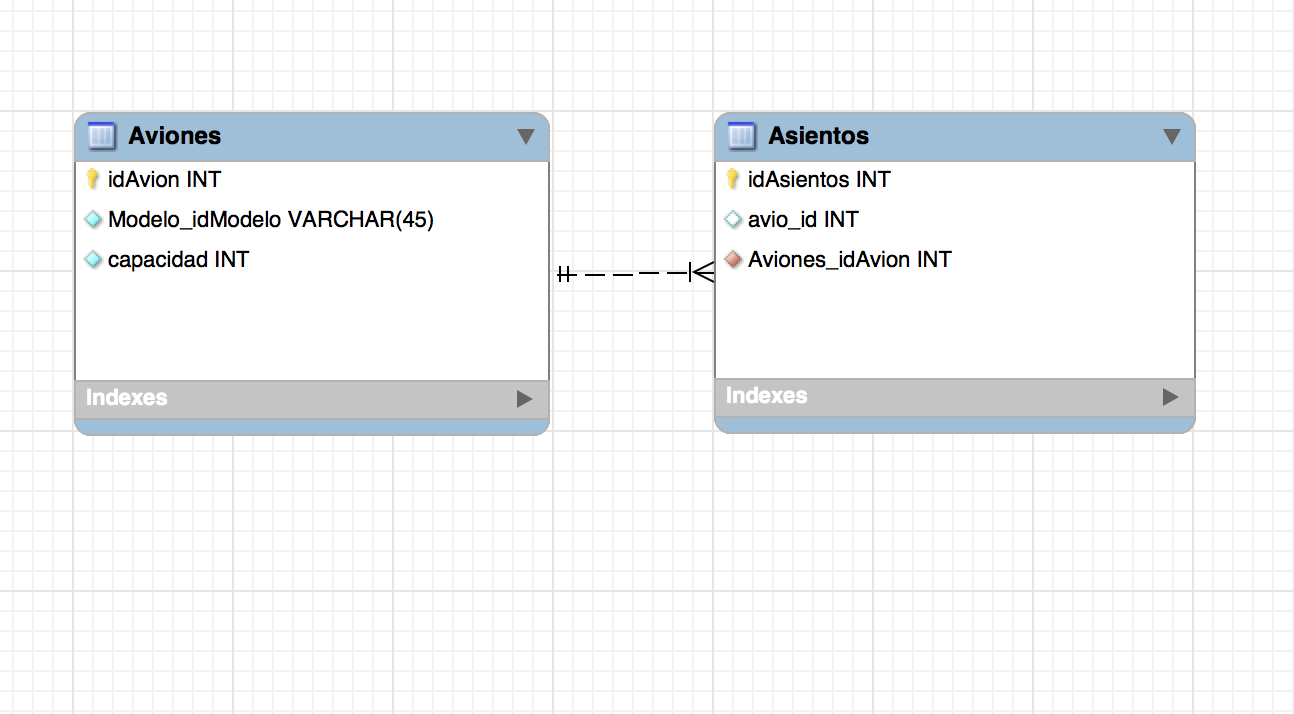 Aviones
idAvion INT
Modelo_idModelo VARCHAR(45)
capacidad INT
Indexes
Asientos
idAsientos INT
avio_id INT
Aviones_idAvion INT
Indexes